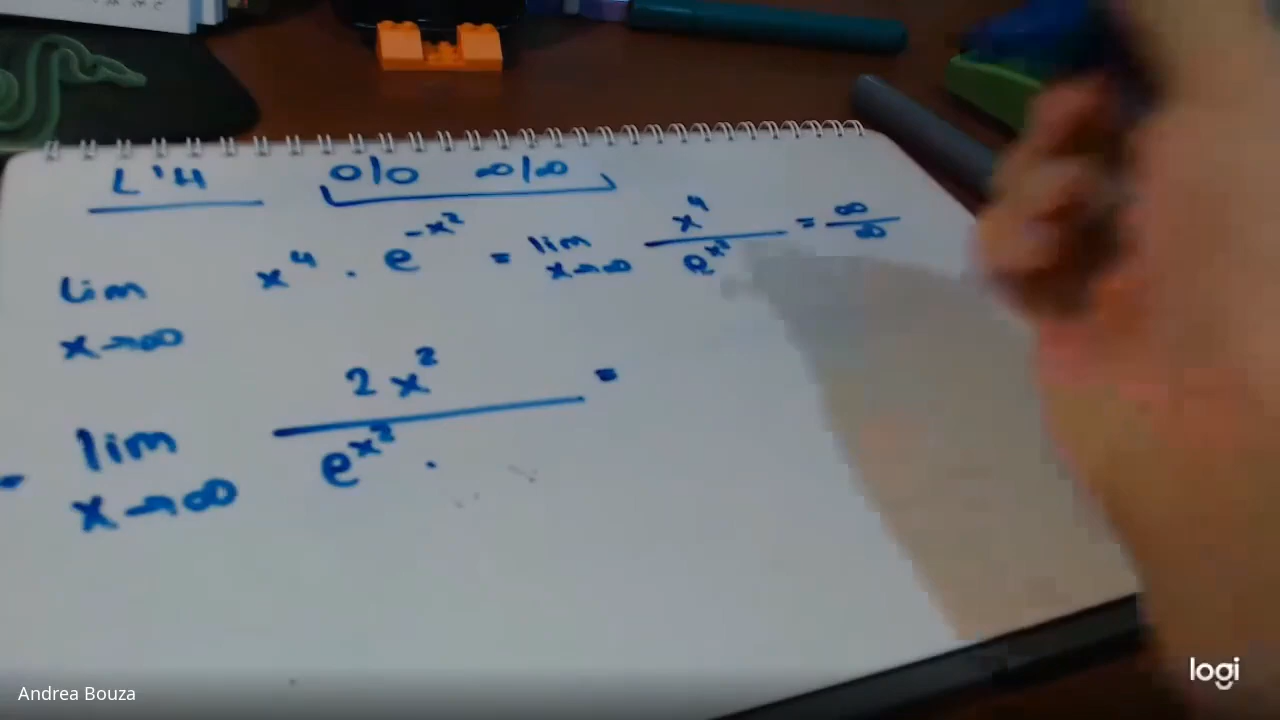 L'H 0/0 ∞/∞
lim x→∞ x⁴ · e^(-x²) = lim x→∞ x⁴/e^(x²) = ∞/∞
= lim x→∞ 2x²/e^(x²) · =
logi
Andrea Bouza